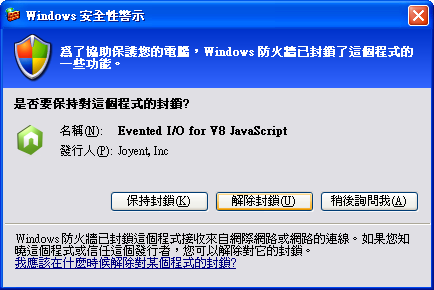 Windows 安全性警示
為了協助保護您的電腦，Windows 防火牆已封鎖了這個程式的
一些功能。
是否要保持對這個程式的封鎖?
名稱(N): Evented I/O for V8 JavaScript
發行人(P): Joyent, Inc
保持封鎖(K) 解除封鎖(U) 稍後詢問我(A)
Windows 防火牆已封鎖這個程式接收來自網際網路或網路的連線。如果您知
曉這個程式或信任這個發行者，您可以解除對它的封鎖。
我應該在什麼時候解除對某個程式的封鎖?